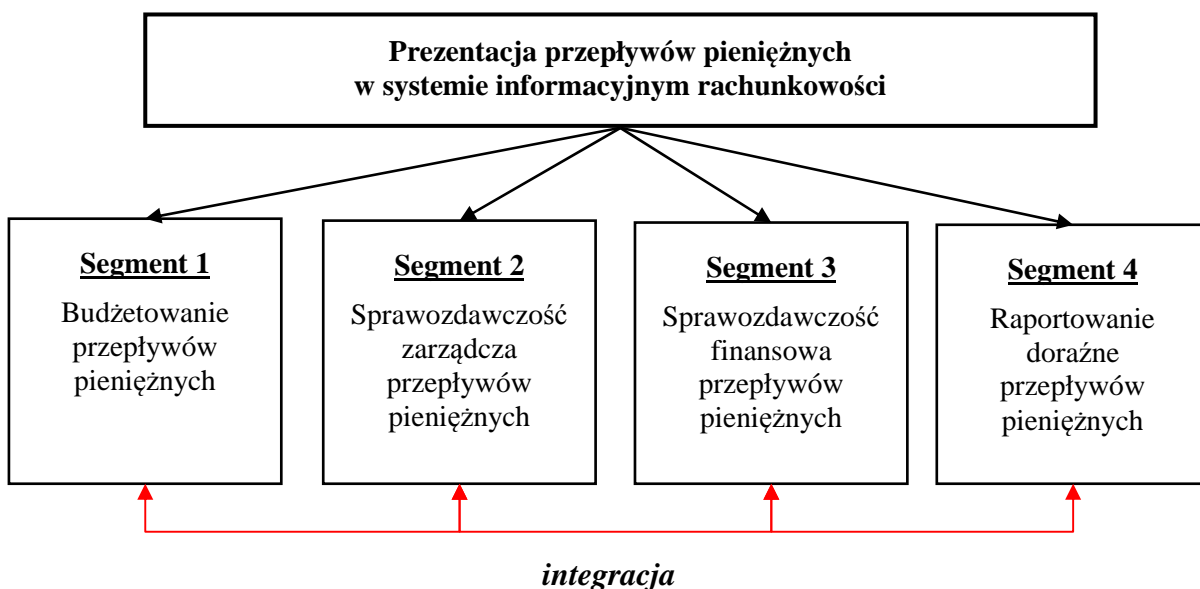 Prezentacja przepływów pieniężnych
w systemie informacyjnym rachunkowości
Segment 1
Budżetowanie
przepływów
pieniężnych
Segment 2
Sprawozdawczość
zarządcza
przepływów
pieniężnych
Segment 3
Sprawozdawczość
finansowa
przepływów
pieniężnych
Segment 4
Raportowanie
doraźne
przepływów
pieniężnych
integracja